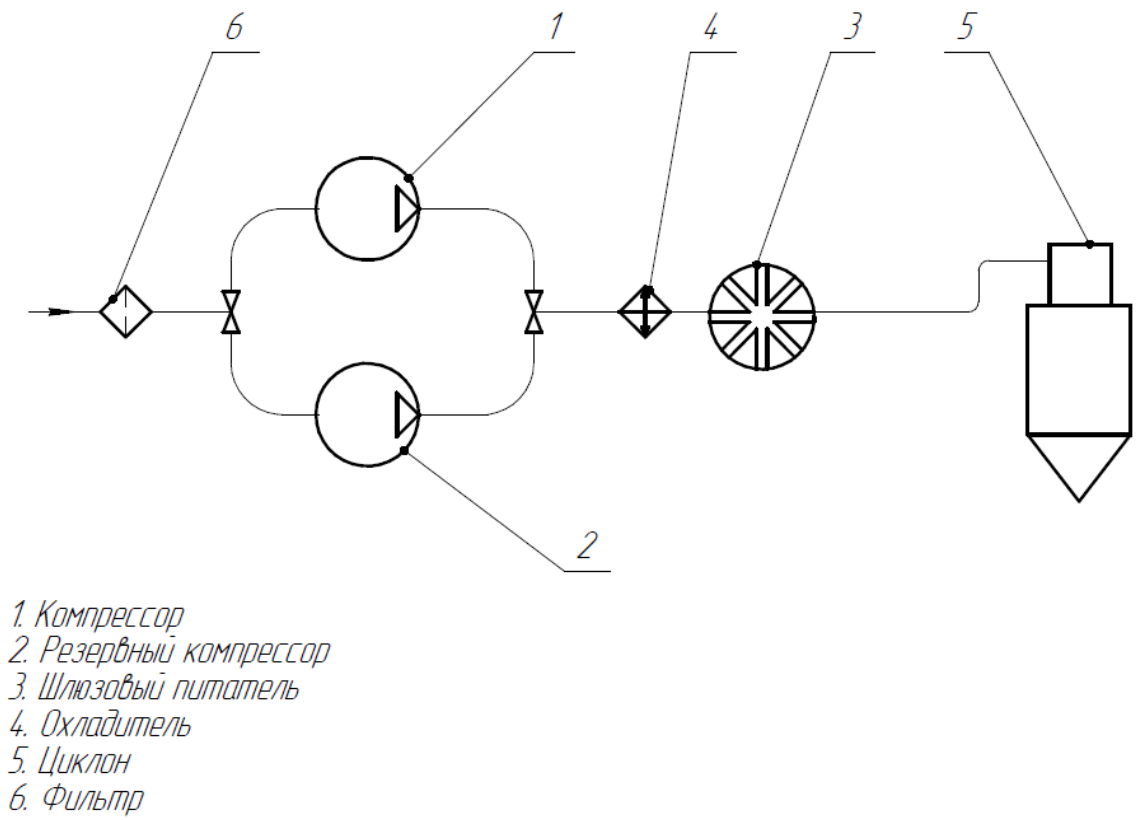 6 1 4 3 5
2
1. Компрессор
2. Резервный компрессор
3. Шлюзовый питатель
4. Охладитель
5. Циклон
6. Фильтр